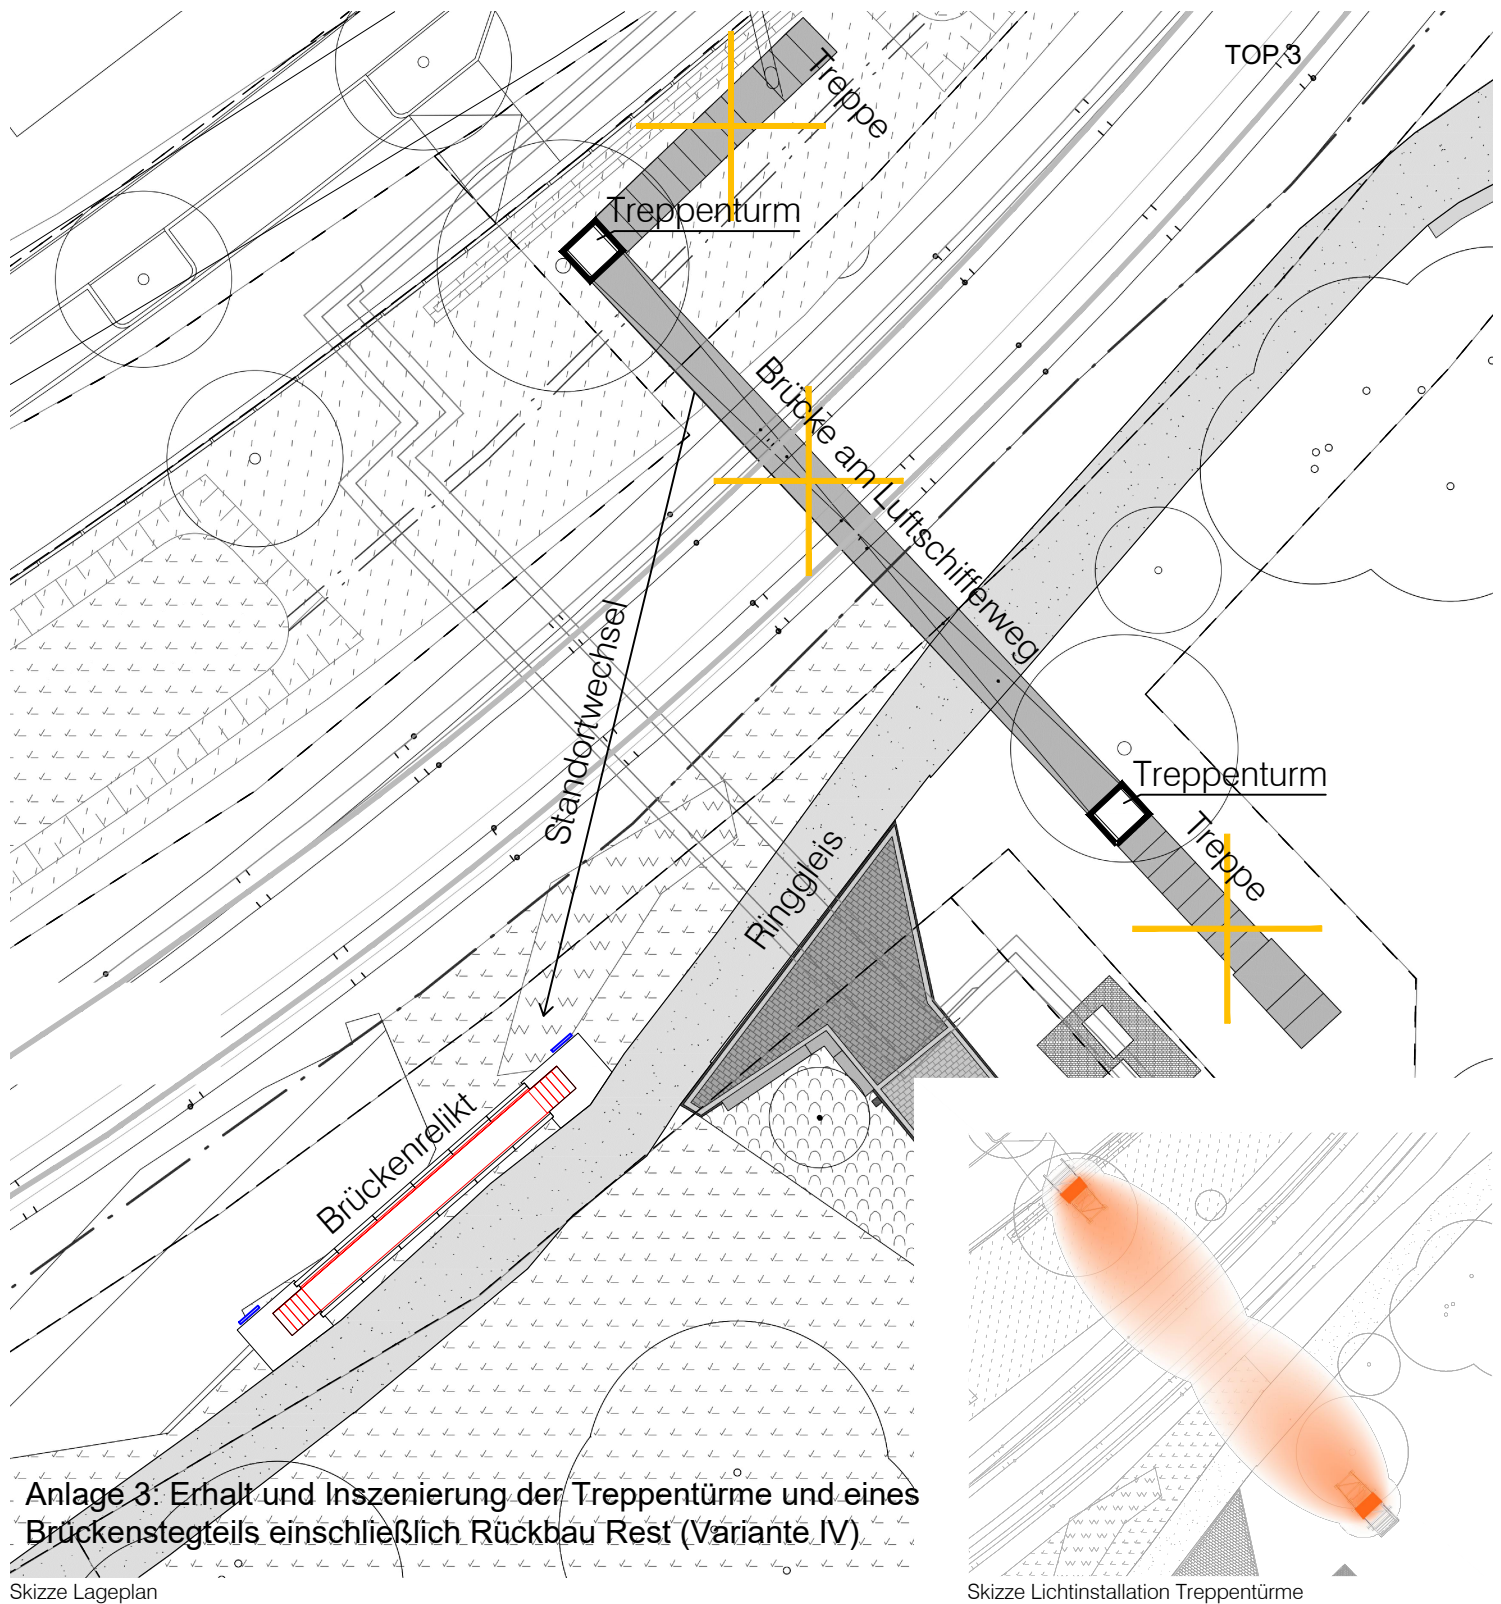 TOP 3
Treppe
Treppenturm
Brücke am Luftschifferweg
Standortwechsel
Treppenturm
Treppe
Ringgleis
Brückenrelikt
Anlage 3: Erhalt und Inszenierung der Treppentürme und eines
Brückenstegteils einschließlich Rückbau Rest (Variante IV)
Skizze Lageplan
Skizze Lichtinstallation Treppentürme